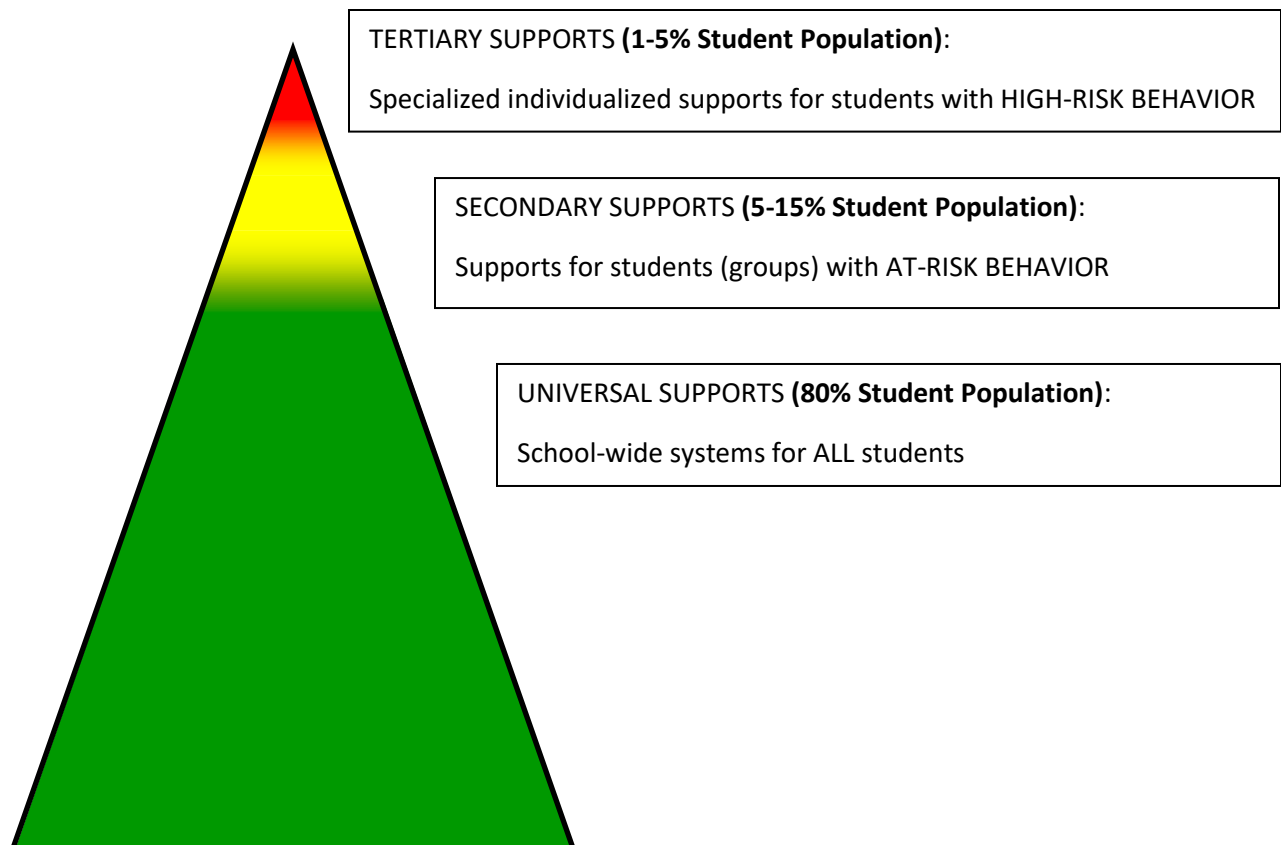 TERTIARY SUPPORTS (1-5% Student Population):
Specialized individualized supports for students with HIGH-RISK BEHAVIOR
SECONDARY SUPPORTS (5-15% Student Population):
Supports for students (groups) with AT-RISK BEHAVIOR
UNIVERSAL SUPPORTS (80% Student Population):
School-wide systems for ALL students